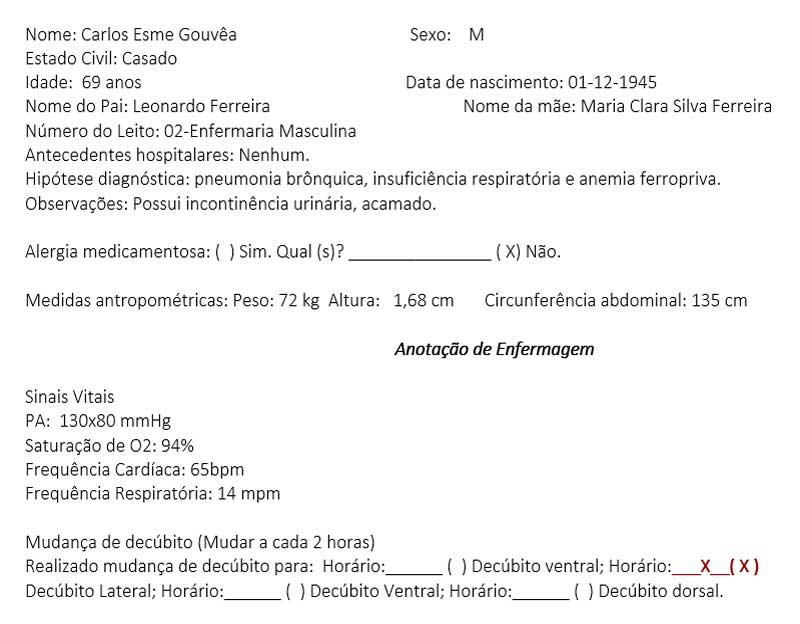 Nome: Carlos Esme Gouvêa Sexo: M
Estado Civil: Casado
Idade: 69 anos Data de nascimento: 01-12-1945
Nome do Pai: Leonardo Ferreira Nome da mãe: Maria Clara Silva Ferreira
Número do Leito: 02-Enfermaria Masculina
Antecedentes hospitalares: Nenhum.
Hipótese diagnóstica: pneumonia brônquica, insuficiência respiratória e anemia ferropriva.
Observações: Possui incontinência urinária, acamado.
Alergia medicamentosa: ( ) Sim. Qual (s)? ________________ ( X) Não.
Medidas antropométricas: Peso: 72 kg Altura: 1,68 cm Circunferência abdominal: 135 cm
Anotação de Enfermagem
Sinais Vitais
PA: 130x80 mmHg
Saturação de O2: 94%
Frequência Cardíaca: 65bpm
Frequência Respiratória: 14 mpm
Mudança de decúbito (Mudar a cada 2 horas)
Realizado mudança de decúbito para: Horário:______ ( ) Decúbito ventral; Horário:___X__( X )
Decúbito Lateral; Horário:______ ( ) Decúbito Ventral; Horário:______ ( ) Decúbito dorsal.